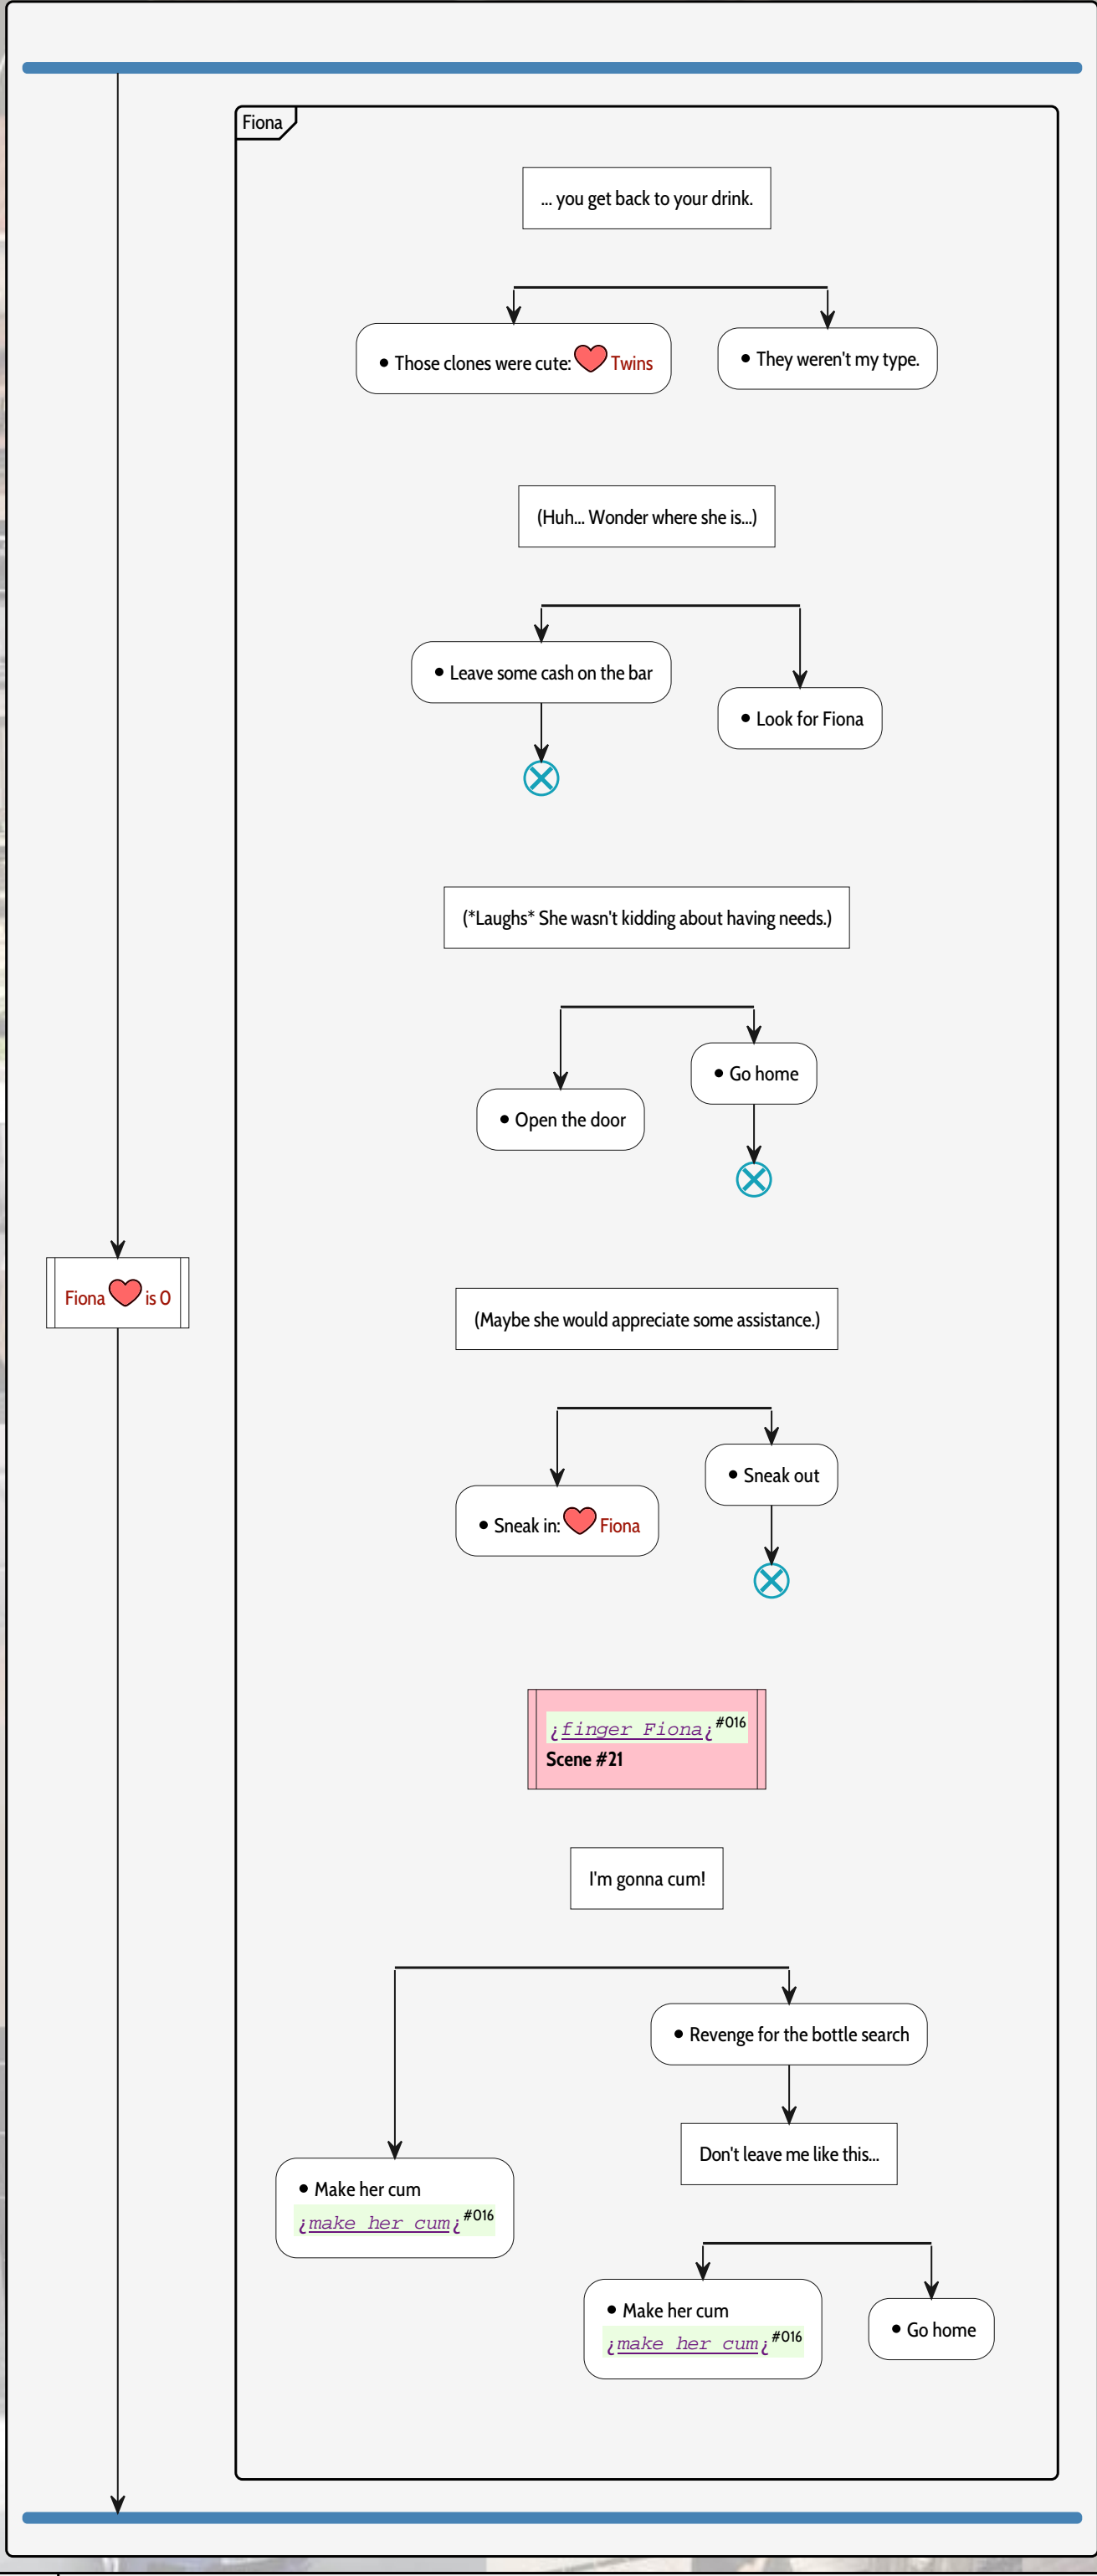 Fiona
... you get back to your drink.
• Those clones were cute: ❤ Twins
• They weren't my type.
(Huh... Wonder where she is...)
• Leave some cash on the bar
• Look for Fiona
(*Laughs* She wasn't kidding about having needs.)
• Go home
• Open the door
Fiona ❤ is 0
(Maybe she would appreciate some assistance.)
• Sneak out
• Sneak in: ❤ Fiona
¿finger Fiona¿#016
Scene #21
I'm gonna cum!
• Revenge for the bottle search
Don't leave me like this...
• Make her cum
¿make her cum¿#016
• Make her cum
¿make her cum¿#016
• Go home